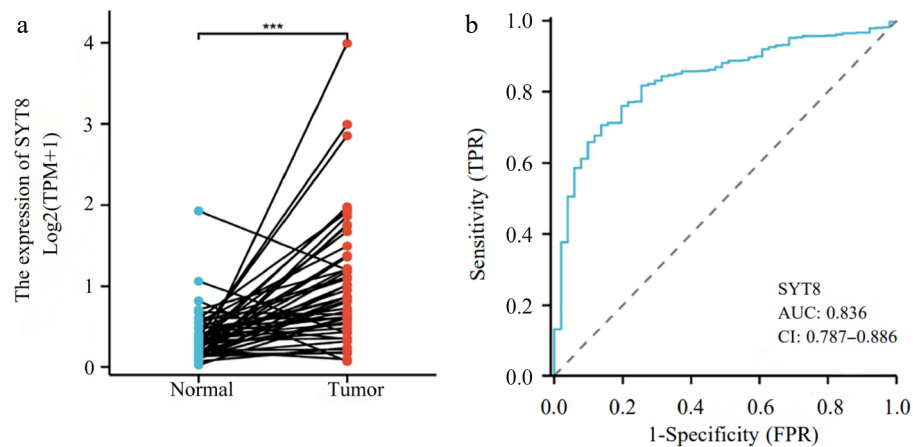 a
***
The expression of SYT8
Log2(TPM+1)
4
3
2
1
0
Normal
Tumor
b
Sensitivity (TPR)
1.0
0.8
0.6
0.4
0.2
0.0
SYT8
AUC: 0.836
CI: 0.787–0.886
0.0
0.2
0.4
0.6
0.8
1.0
1-Specificity (FPR)